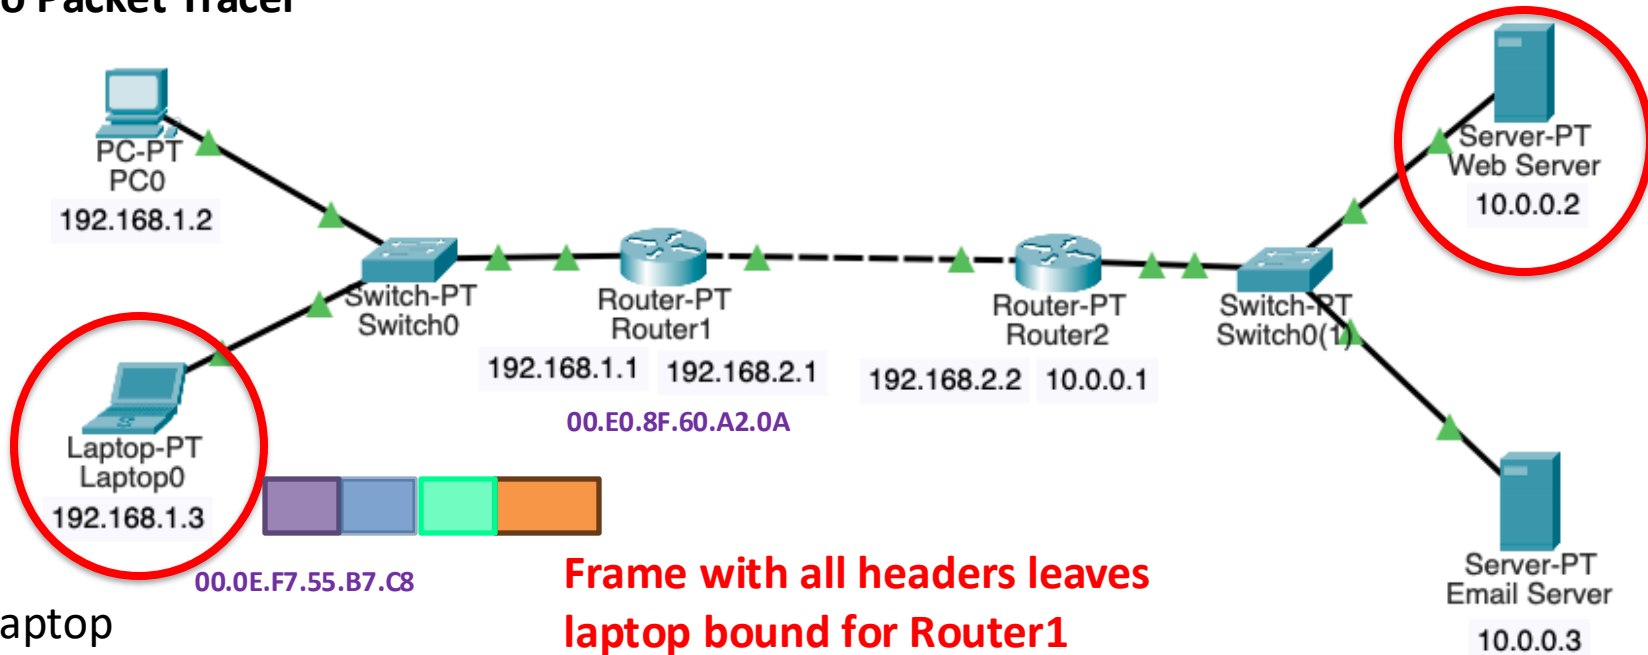 o Packet Tracer
PC-PT
PC0
192.168.1.2
Switch-PT
Switch0
Router-PT
Router1
192.168.1.1
192.168.2.1
00.E0.8F.60.A2.0A
Router-PT
Router2
192.168.2.2
10.0.0.1
Switch-PT
Switch0(1)
Server-PT
Web Server
10.0.0.2
Laptop-PT
Laptop0
192.168.1.3
00.0E.F7.55.B7.C8
Frame with all headers leaves
laptop bound for Router1
Server-PT
Email Server
10.0.0.3
aptop